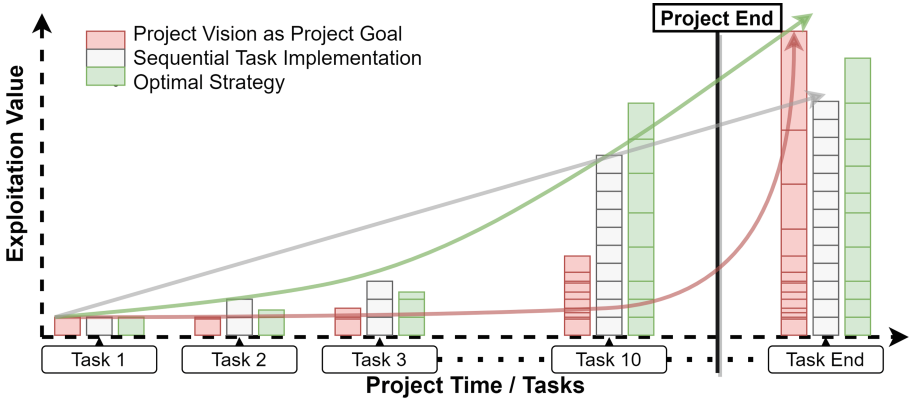 Project End
Project Vision as Project Goal
Sequential Task Implementation
Optimal Strategy
Exploitation Value
Task 1
Task 2
Task 3
Task 10
Task End
Project Time / Tasks